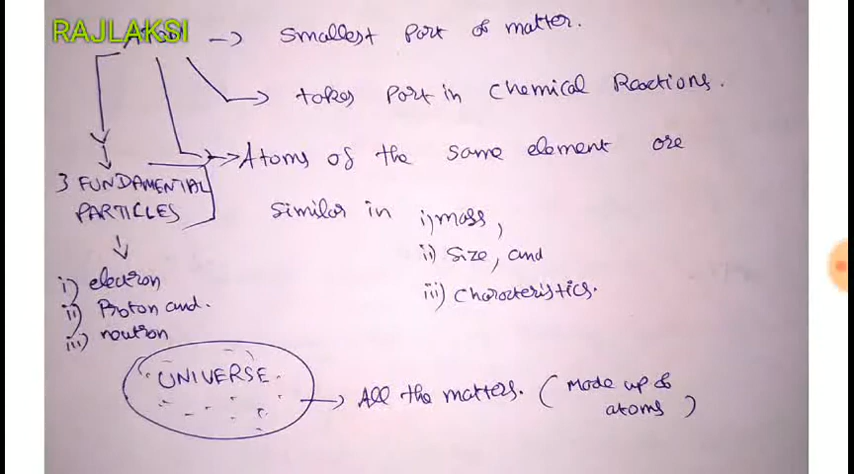 RAJLAKSI
Atom → Smallest Part of matter.
takes Part in Chemical Reactions.
Atoms of the same element are
similar in i) mass,
ii) Size, and
iii) Characteristics.
3 FUNDAMENTAL
PARTICLES
i) electron
ii) Proton and.
iii) neutron
UNIVERSE
→ All the matters. (Made up of
atoms)